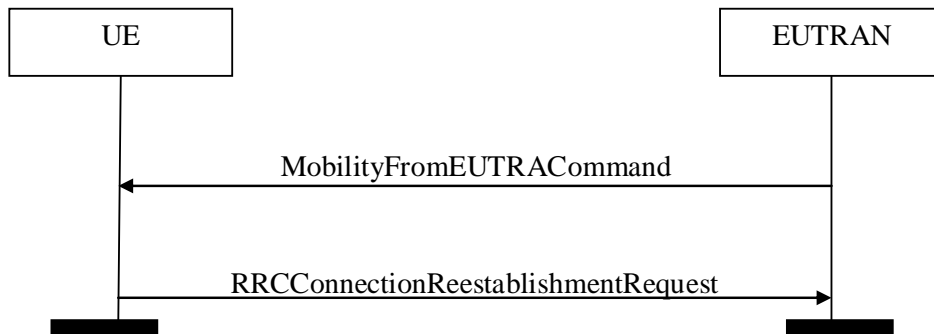 UE
EUTRAN
MobilityFromEUTRACommand
RRCConnectionReestablishmentRequest